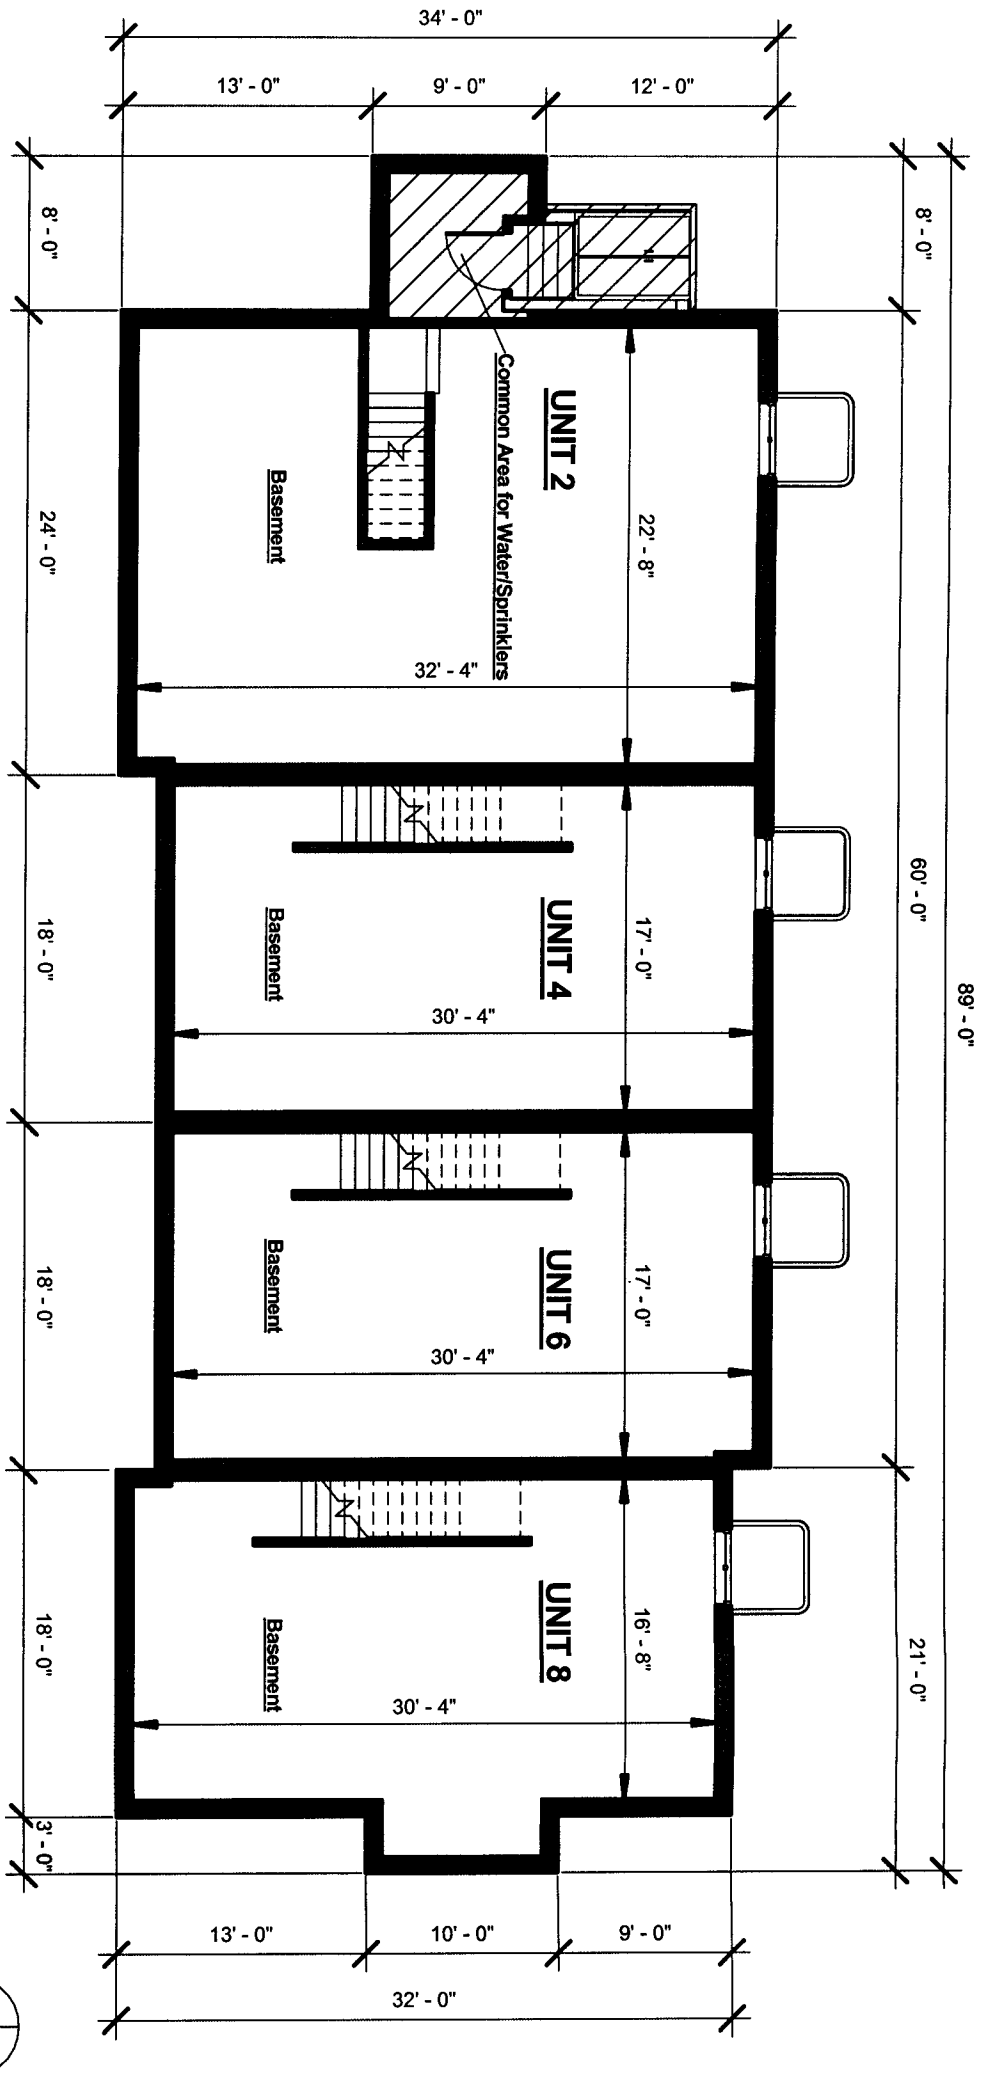 34' - 0"
13' - 0"
9' - 0"
12' - 0"
8' - 0"
8' - 0"
UNIT 2
Common Area for Water/Sprinklers
Basement
22' - 8"
32' - 4"
24' - 0"
60' - 0"
89' - 0"
UNIT 4
Basement
17' - 0"
30' - 4"
18' - 0"
UNIT 6
Basement
17' - 0"
30' - 4"
18' - 0"
UNIT 8
Basement
16' - 8"
30' - 4"
18' - 0"
21' - 0"
3' - 0"
13' - 0"
10' - 0"
9' - 0"
32' - 0"